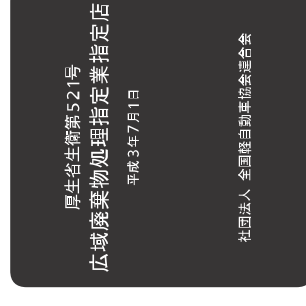 厚生省生衛第521号
広域廃棄物処理指定業指定店
平成3年7月1日
社団法人 全国軽自動車協会連合会